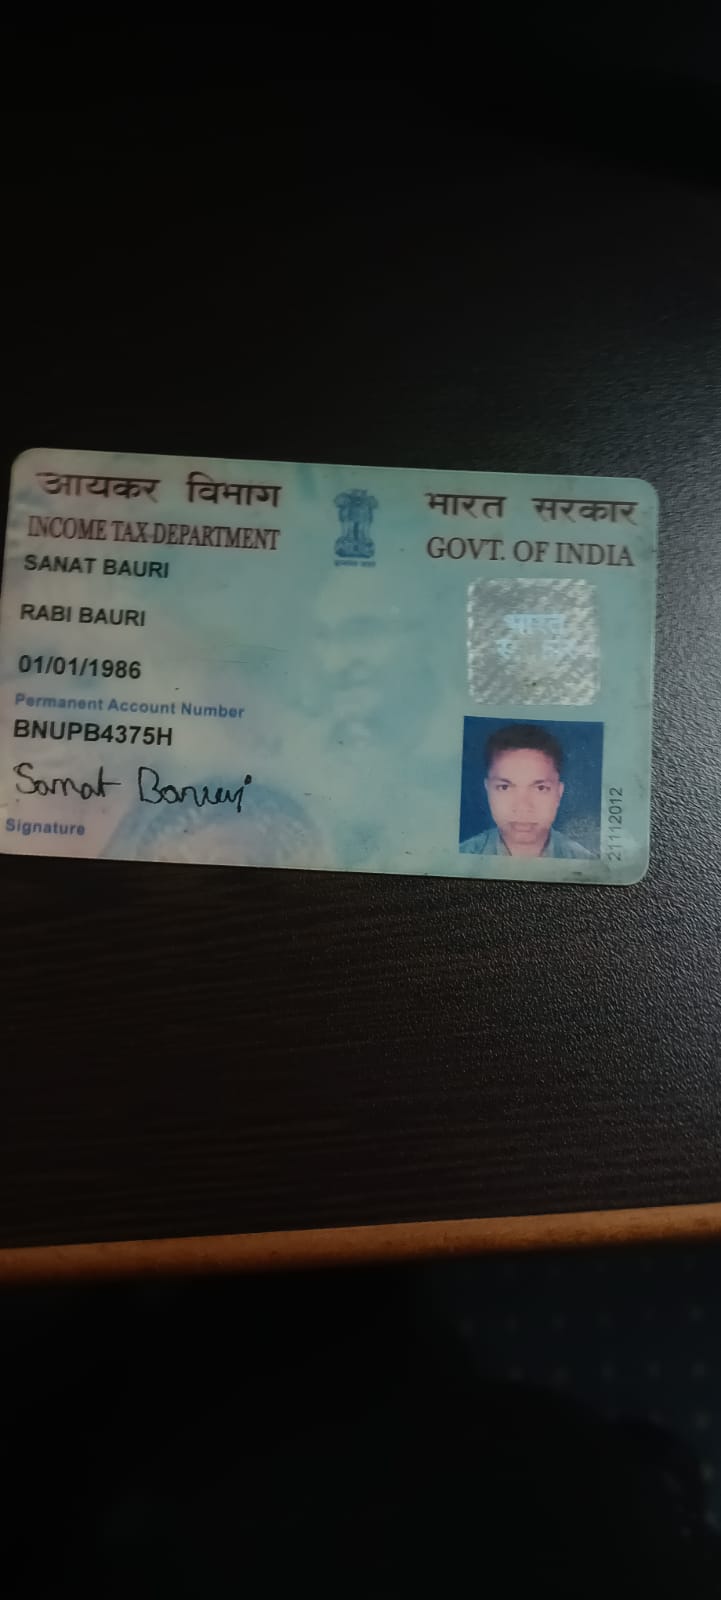 आयकर विभाग
INCOME TAX DEPARTMENT
भारत सरकार
GOVT. OF INDIA
SANAT BAURI
RABI BAURI
01/01/1986
Permanent Account Number
BNUPB4375H
Sanat Bauri
Signature
भारत
21112012